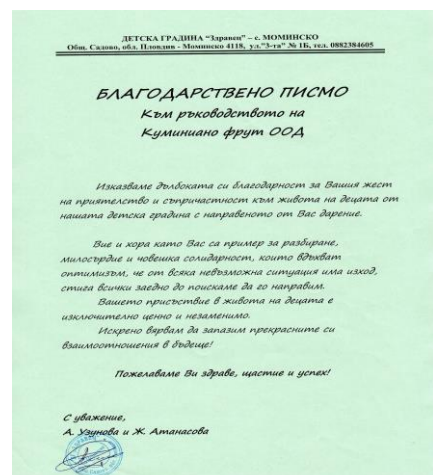 ДЕТСКА ГРАДИНА "Здравец" – с. МОМИНСКО
Общ. Садово, обл. Пловдив - Моминско 4118, ул."3-та" № 1Б, тел. 0882384605
БЛАГОДАРСТВЕНО ПИСМО
Към ръководството на
Куминиано фрут ООД
Изказваме дълбоката си благодарност за Вашия жест
на приятелство и съпричастност към живота на децата от
нашата детска градина с направеното от Вас дарение.
Вие и хора като Вас са пример за разбиране,
милосърдие и човешка солидарност, които вдъхват
оптимизъм, че от всяка невъзможна ситуация има изход,
стига всички заедно да поискаме да го направим.
Вашето присъствие в живота на децата е
изключително ценно и незаменимо.
Искрено вярвам да запазим прекрасните си
взаимоотношения в бъдеще!
Пожелаваме Ви здраве, щастие и успех!
С уважение,
А. Узунова и Ж. Атанасова